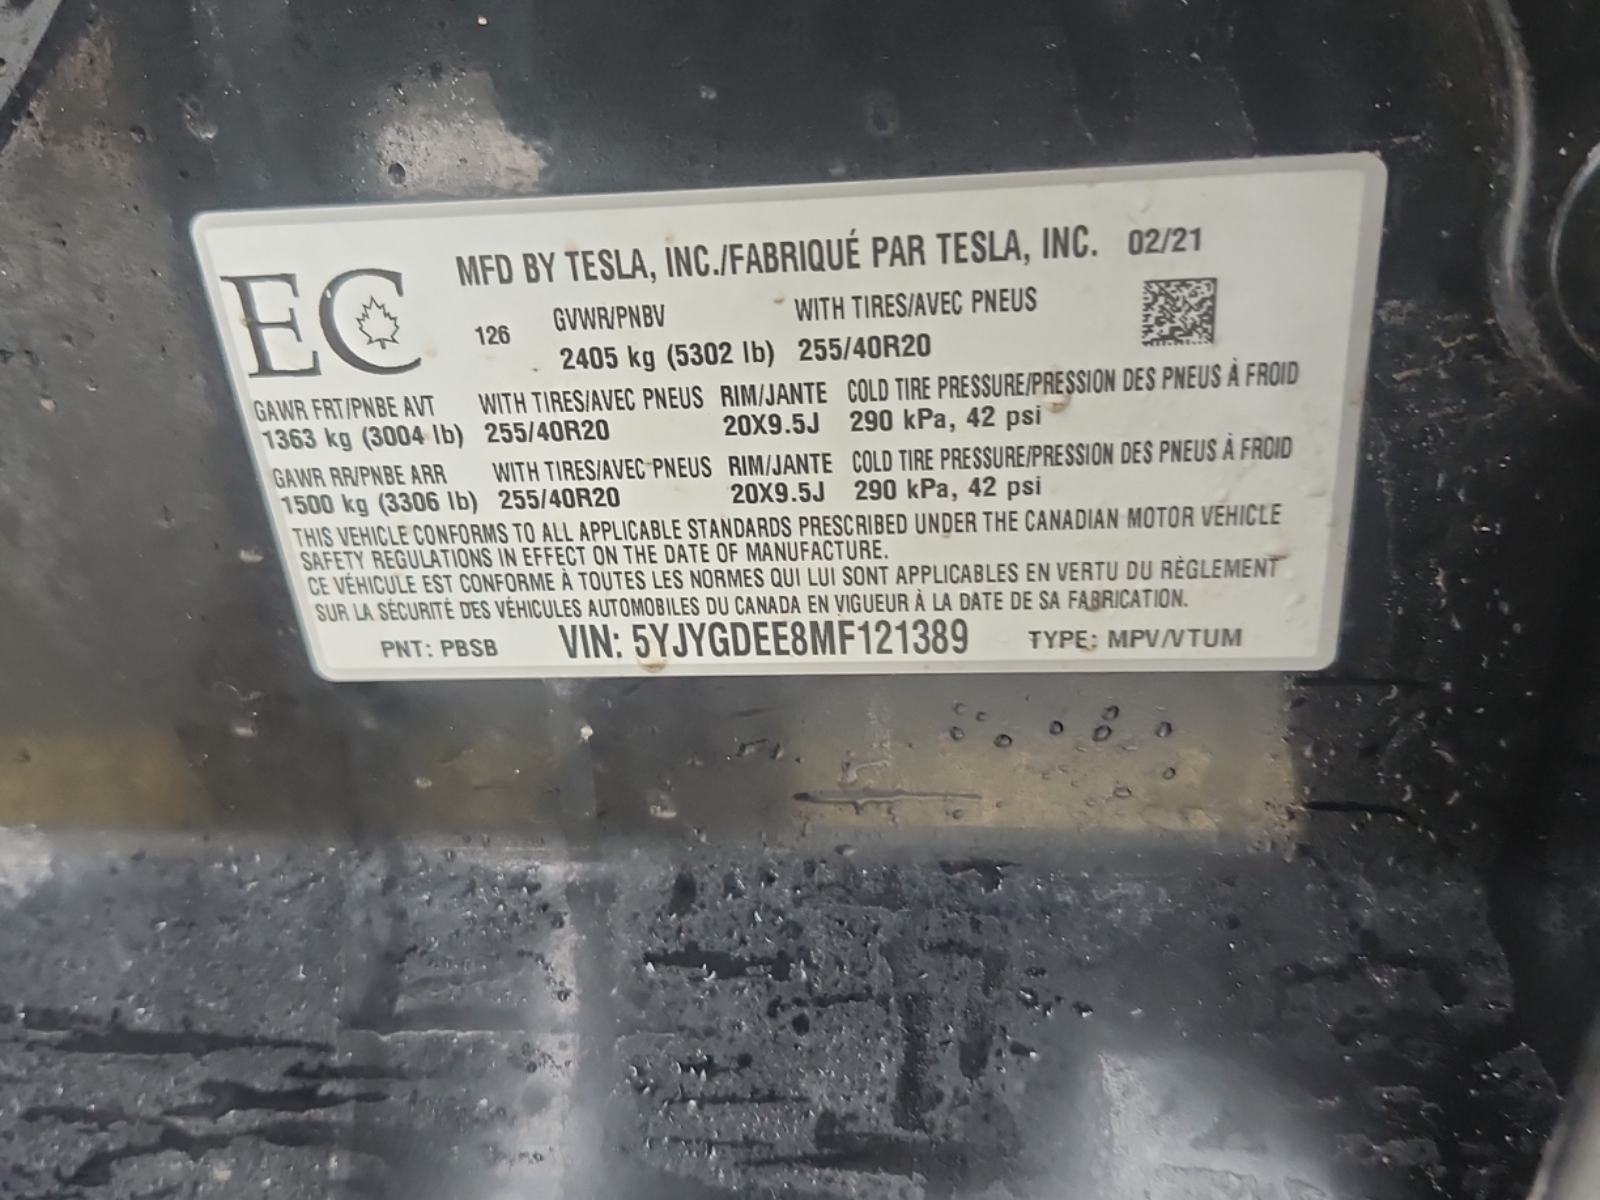 EC
MFD BY TESLA, INC./FABRIQUÉ PAR TESLA, INC. 02/21
126 GVWR/PNBV WITH TIRES/AVEC PNEUS
2405 kg (5302 lb) 255/40R20
GAWR FRT/PNBE AVT WITH TIRES/AVEC PNEUS RIM/JANTE COLD TIRE PRESSURE/PRESSION DES PNEUS À FROID
1363 kg (3004 lb) 255/40R20 20X9.5J 290 kPa, 42 psi
GAWR RR/PNBE ARR WITH TIRES/AVEC PNEUS RIM/JANTE COLD TIRE PRESSURE/PRESSION DES PNEUS À FROID
1500 kg (3306 lb) 255/40R20 20X9.5J 290 kPa, 42 psi
THIS VEHICLE CONFORMS TO ALL APPLICABLE STANDARDS PRESCRIBED UNDER THE CANADIAN MOTOR VEHICLE
SAFETY REGULATIONS IN EFFECT ON THE DATE OF MANUFACTURE.
CE VÉHICULE EST CONFORME À TOUTES LES NORMES QUI LUI SONT APPLICABLES EN VERTU DU RÈGLEMENT
SUR LA SÉCURITÉ DES VÉHICULES AUTOMOBILES DU CANADA EN VIGUEUR À LA DATE DE SA FABRICATION.
PNT: PBSB VIN: 5YJYGDEE8MF121389 TYPE: MPV/VTUM